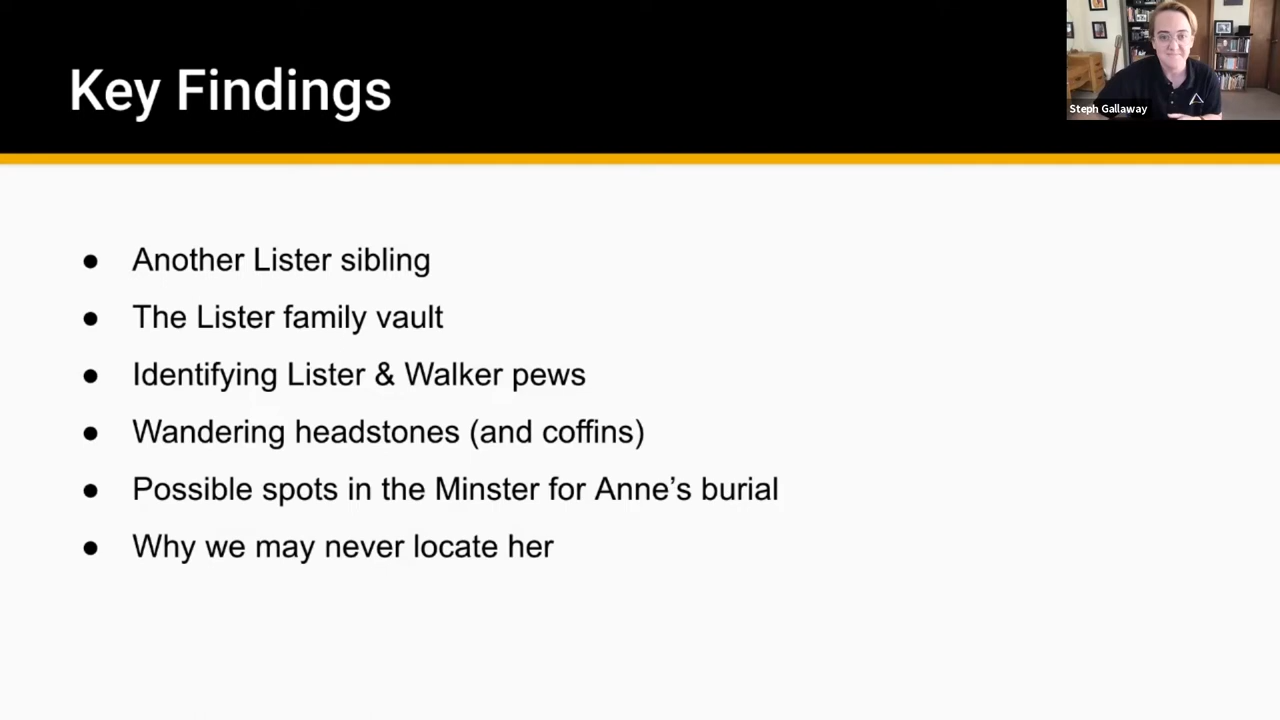 Key Findings
Steph Gallaway
● Another Lister sibling
● The Lister family vault
● Identifying Lister & Walker pews
● Wandering headstones (and coffins)
● Possible spots in the Minster for Anne’s burial
● Why we may never locate her